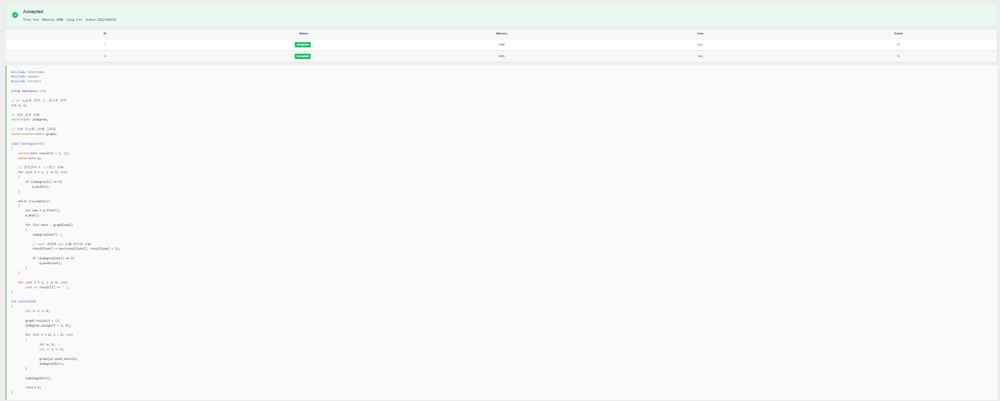 Accepted
Time: 1ms Memory: 4MB Lang: C++ Author: 2022182035
ID Status Memory Time Score
1 Accepted 3MB 1ms 10
2 Accepted 4MB 1ms 10
#include <iostream>
#include <queue>
#include <vector>
using namespace std;
// V: 노드의 개수, E: 간선의 개수
int V, E;
// 진입 차수 저장
vector<int> indegree;
// 인접 리스트 2차원 그래프
vector<vector<int>> graph;
void topologySort()
{
vector<int> result(V + 1, 1);
queue<int> q;
// 진입차수 0 -> 1학기 가능
for (int i = 1; i <= V; ++i)
{
if (indegree[i] == 0)
q.push(i);
}
while (!q.empty())
{
int now = q.front();
q.pop();
for (int next : graph[now])
{
indegree[next]--;
// next 과목은 now 다음 학기에 가능
result[next] = max(result[next], result[now] + 1);
if (indegree[next] == 0)
q.push(next);
}
}
for (int i = 1; i <= V; ++i)
cout << result[i] << ' ';
}
int main(void)
{
cin >> V >> E;
graph.resize(V + 1);
indegree.assign(V + 1, 0);
for (int i = 0; i < E; ++i)
{
int a, b;
cin >> a >> b;
graph[a].push_back(b);
indegree[b]++;
}
topologySort();
return 0;
}